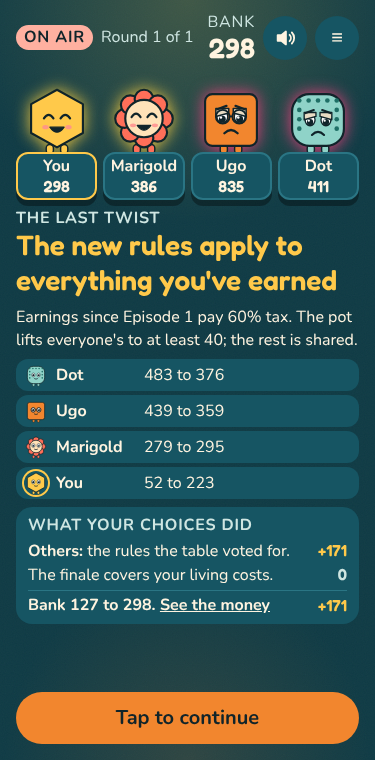 ON AIR
Round 1 of 1
BANK
298
You
298
Marigold
386
Ugo
835
Dot
411
THE LAST TWIST
The new rules apply to
everything you've earned
Earnings since Episode 1 pay 60% tax. The pot
lifts everyone's to at least 40; the rest is shared.
Dot 483 to 376
Ugo 439 to 359
Marigold 279 to 295
You 52 to 223
WHAT YOUR CHOICES DID
Others: the rules the table voted for. +171
The finale covers your living costs. 0
Bank 127 to 298. See the money +171
Tap to continue